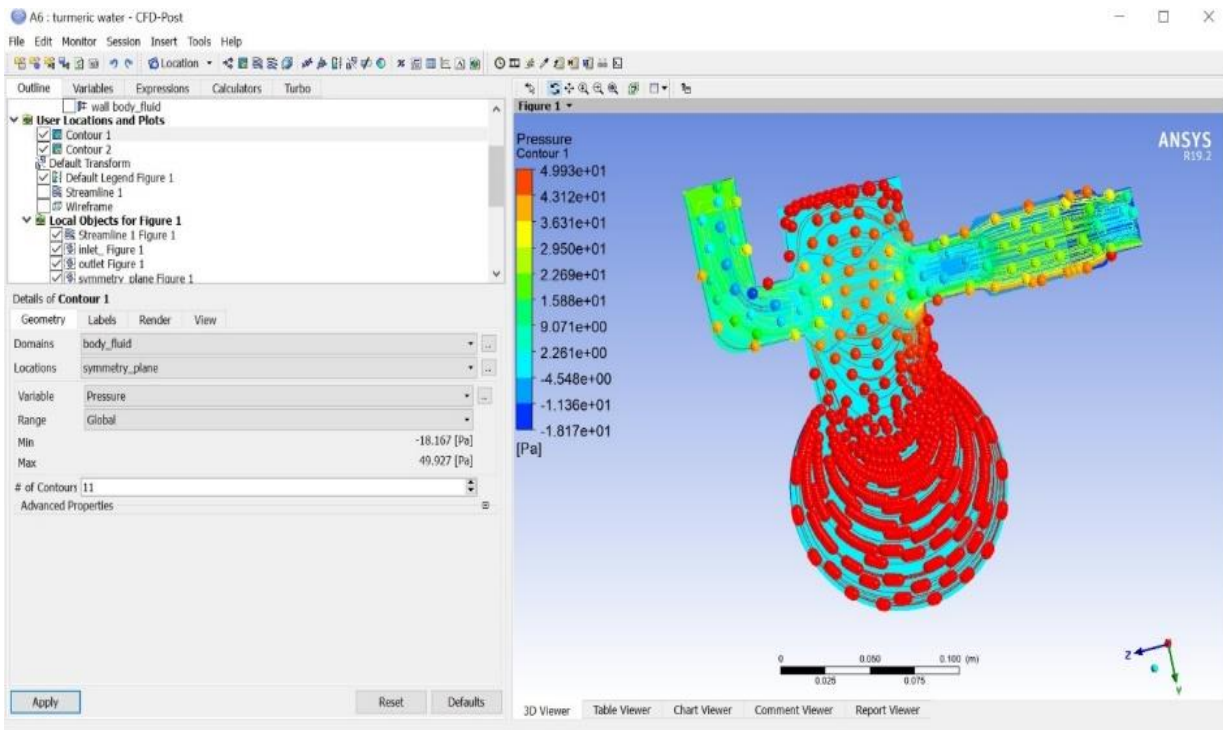 A6 : turmeric water - CFD-Post
File Edit Monitor Session Insert Tools Help
Location
Outline Variables Expressions Calculators Turbo
wall body_fluid
User Locations and Plots
Contour 1
Contour 2
Default Transform
Default Legend Figure 1
Streamline 1
Wireframe
Local Objects for Figure 1
Streamline 1 Figure 1
inlet_ Figure 1
outlet Figure 1
symmetry_plane Figure 1
Details of Contour 1
Geometry Labels Render View
Domains body_fluid ...
Locations symmetry_plane ...
Variable Pressure ...
Range Global
Min -18.167 [Pa]
Max 49.927 [Pa]
# of Contours 11
Advanced Properties
Apply Reset Defaults
Figure 1
Pressure
Contour 1
4.993e+01
4.312e+01
3.631e+01
2.950e+01
2.269e+01
1.588e+01
9.071e+00
2.261e+00
-4.548e+00
-1.136e+01
-1.817e+01
[Pa]
ANSYS
R19.2
0 0.050 0.100 (m)
0.025 0.075
Z
Y
3D Viewer Table Viewer Chart Viewer Comment Viewer Report Viewer